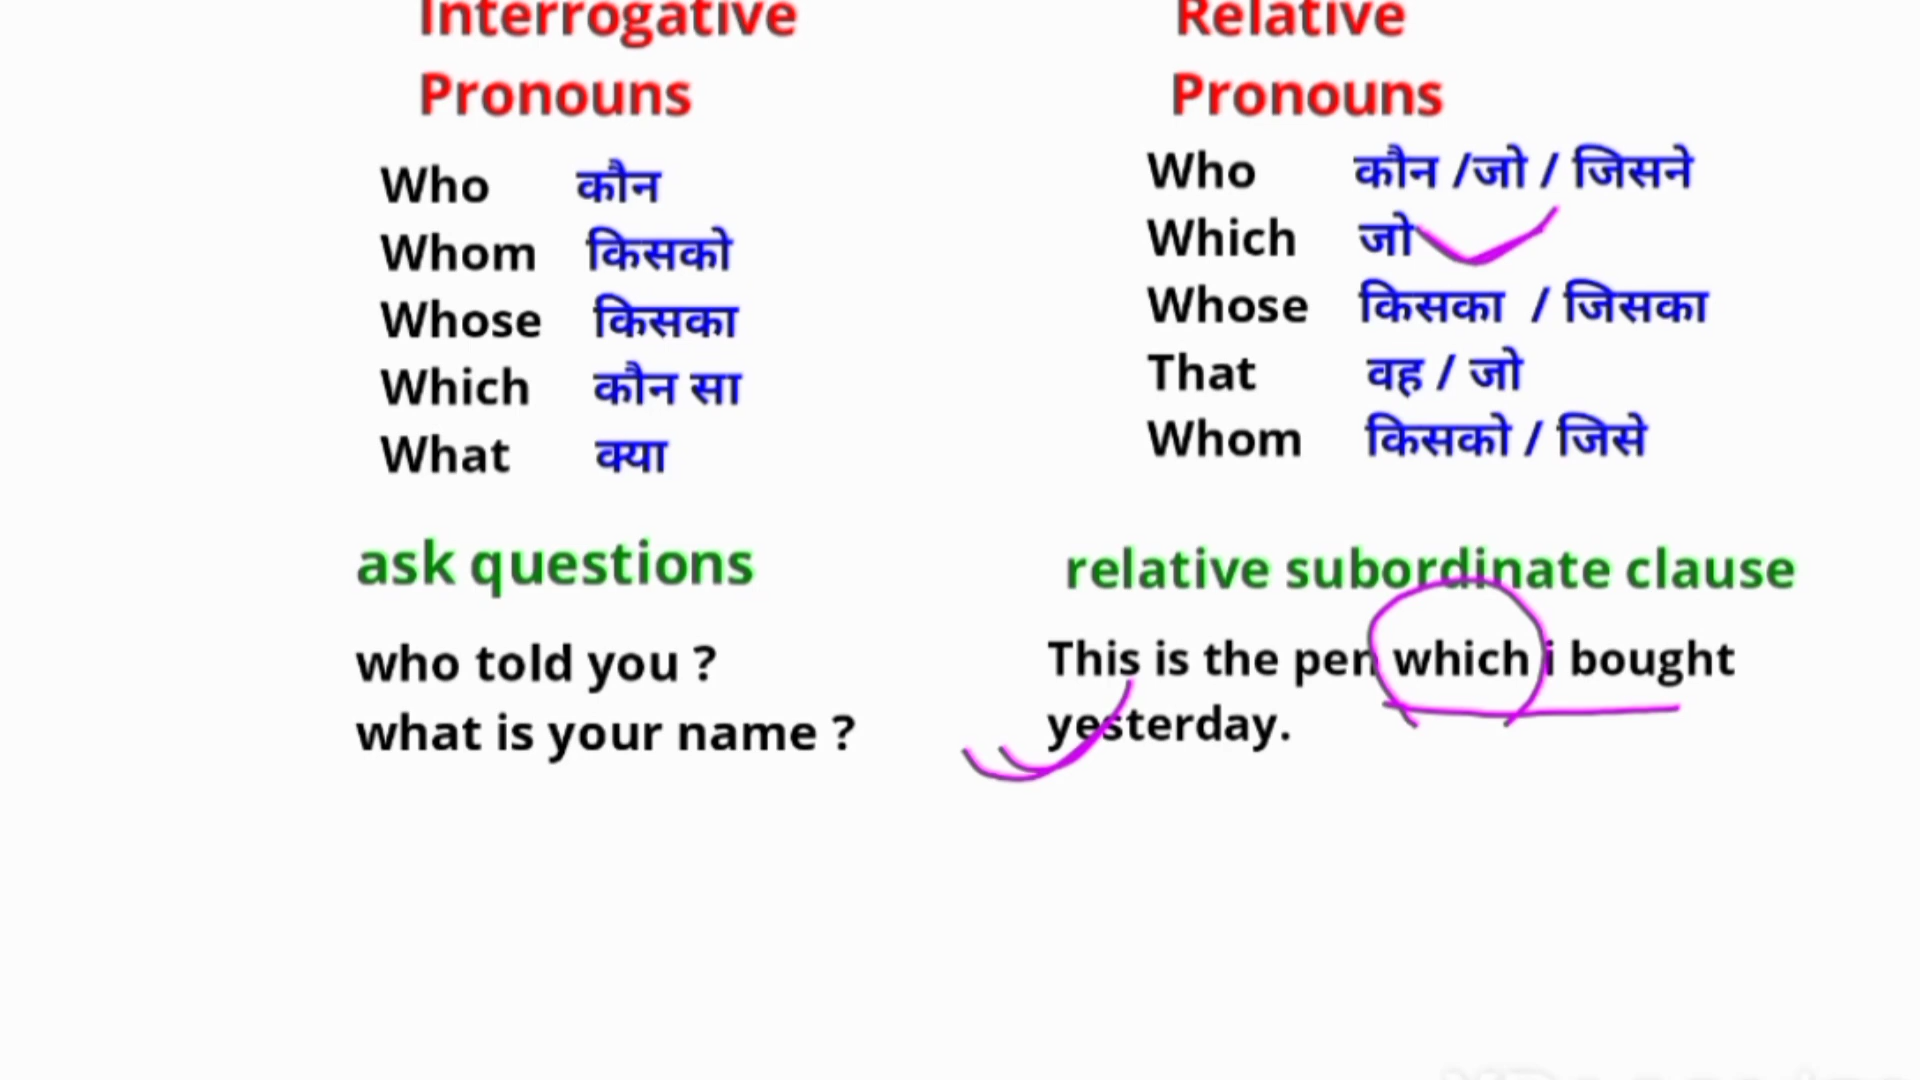 Interrogative
Pronouns
Who कौन
Whom किसको
Whose किसका
Which कौन सा
What क्या
ask questions
who told you ?
what is your name ?
Relative
Pronouns
Who कौन /जो / जिसने
Which जो
Whose किसका / जिसका
That वह / जो
Whom किसको / जिसे
relative subordinate clause
This is the pen which i bought
yesterday.